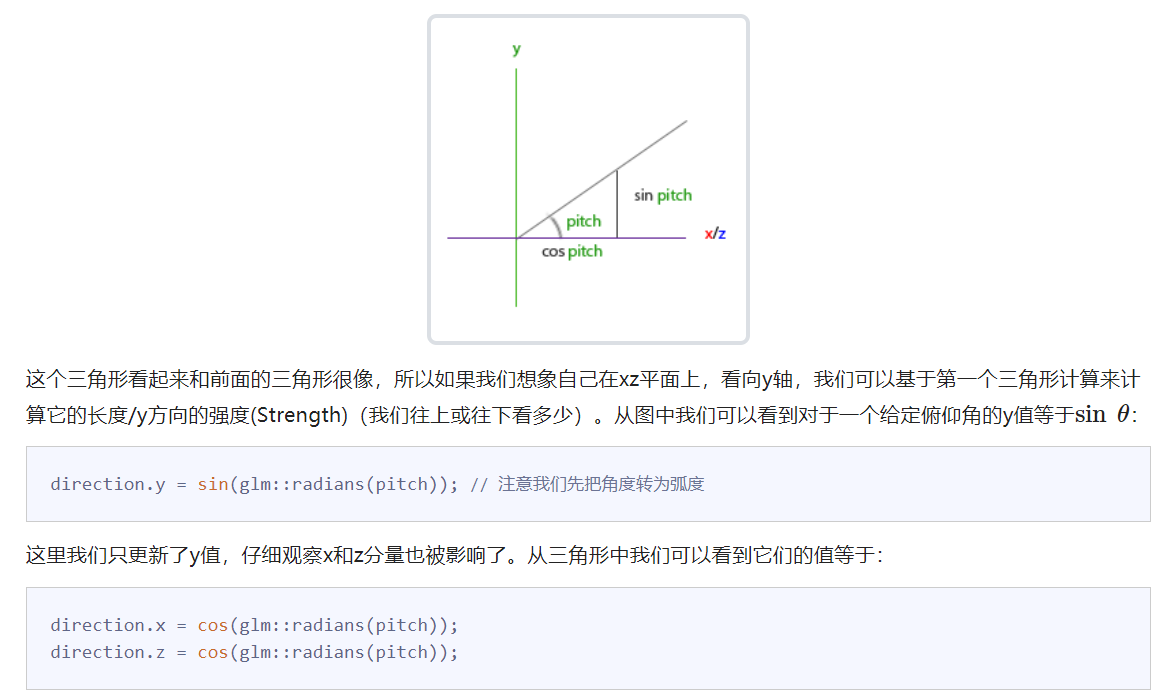 y
sin pitch
pitch
x/z
cos pitch
这个三角形看起来和前面的三角形很像，所以如果我们想象自己在xz平面上，看向y轴，我们可以基于第一个三角形计算来计
算它的长度/y方向的强度(Strength)（我们往上或往下看多少）。从图中我们可以看到对于一个给定俯仰角的y值等于sin θ：
direction.y = sin(glm::radians(pitch)); // 注意我们先把角度转为弧度
这里我们只更新了y值，仔细观察x和z分量也被影响了。从三角形中我们可以看到它们的值等于：
direction.x = cos(glm::radians(pitch));
direction.z = cos(glm::radians(pitch));